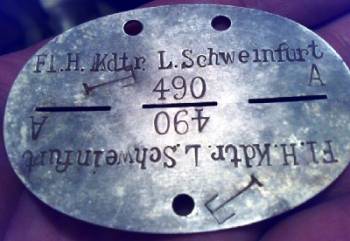 Fl.H. Kdtr. L.Schweinfurt
490
A
490
A
Fl.H.Kdtr.L.Schweinfurt